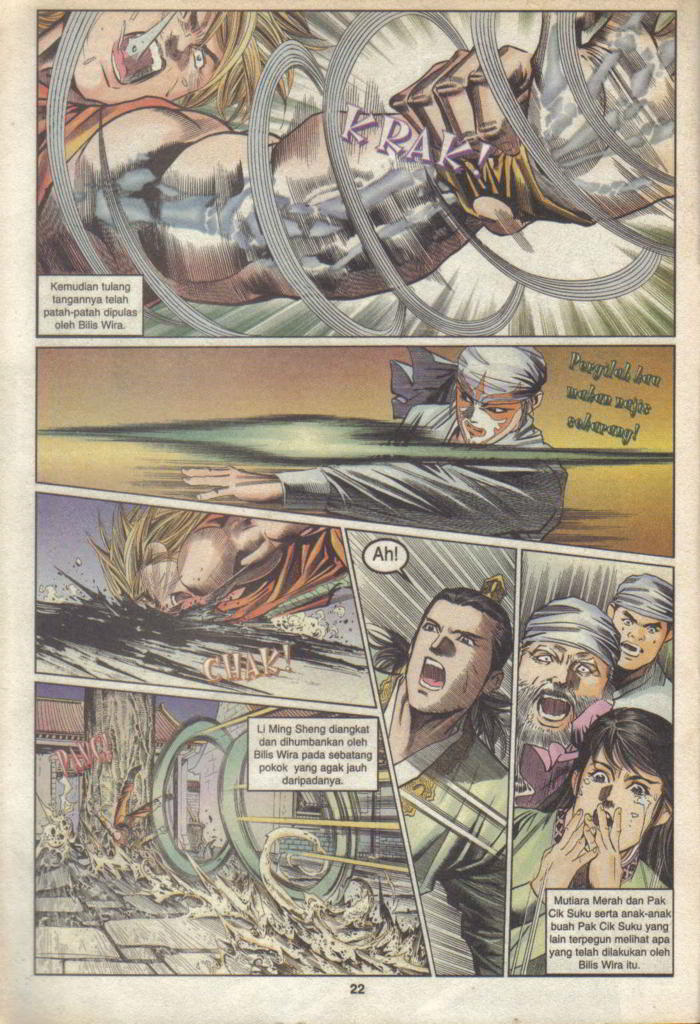 KRAK!
Kemudian tulang
tangannya telah
patah-patah dipulas
oleh Bilis Wira.
Pergilah kau
makan najis
sekarang!
CHAK!
Ah!
Li Ming Sheng diangkat
dan dihumbankan oleh
Bilis Wira pada sebatang
pokok yang agak jauh
daripadanya.
Mutiara Merah dan Pak
Cik Suku serta anak-anak
buah Pak Cik Suku yang
lain terpegun melihat apa
yang telah dilakukan oleh
Bilis Wira itu.
22